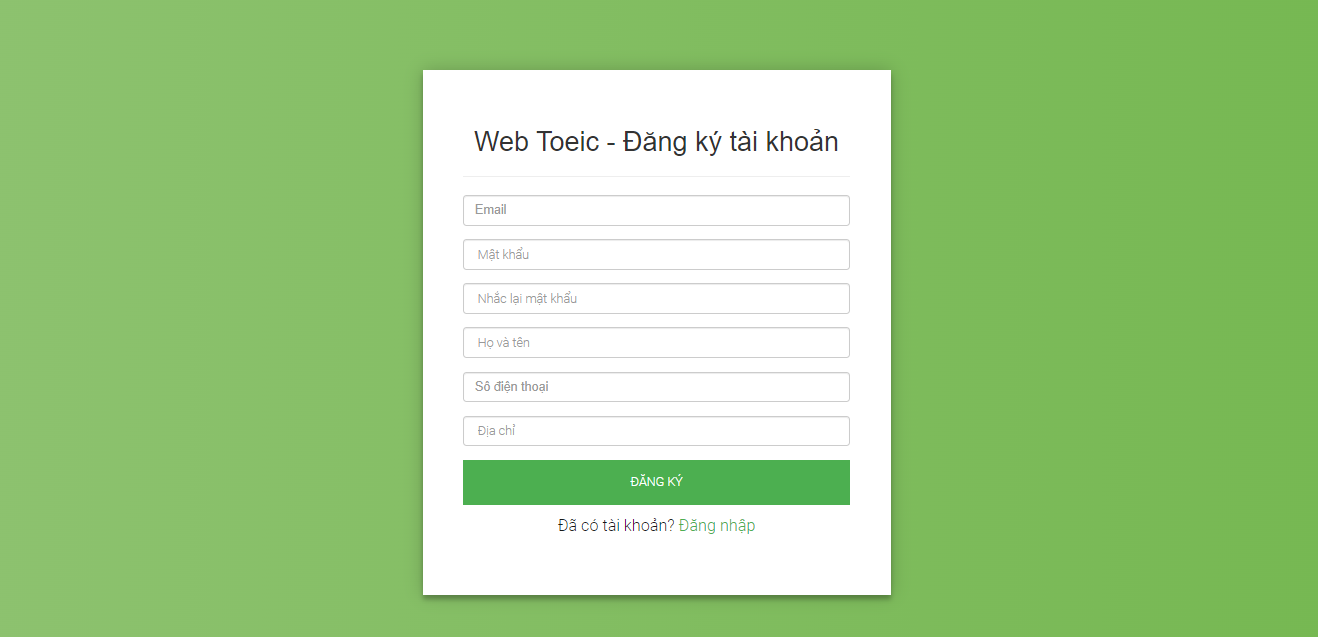 Web Toeic - Đăng ký tài khoản
Email
Mật khẩu
Nhắc lại mật khẩu
Họ và tên
Số điện thoại
Địa chỉ
ĐĂNG KÝ
Đã có tài khoản? Đăng nhập